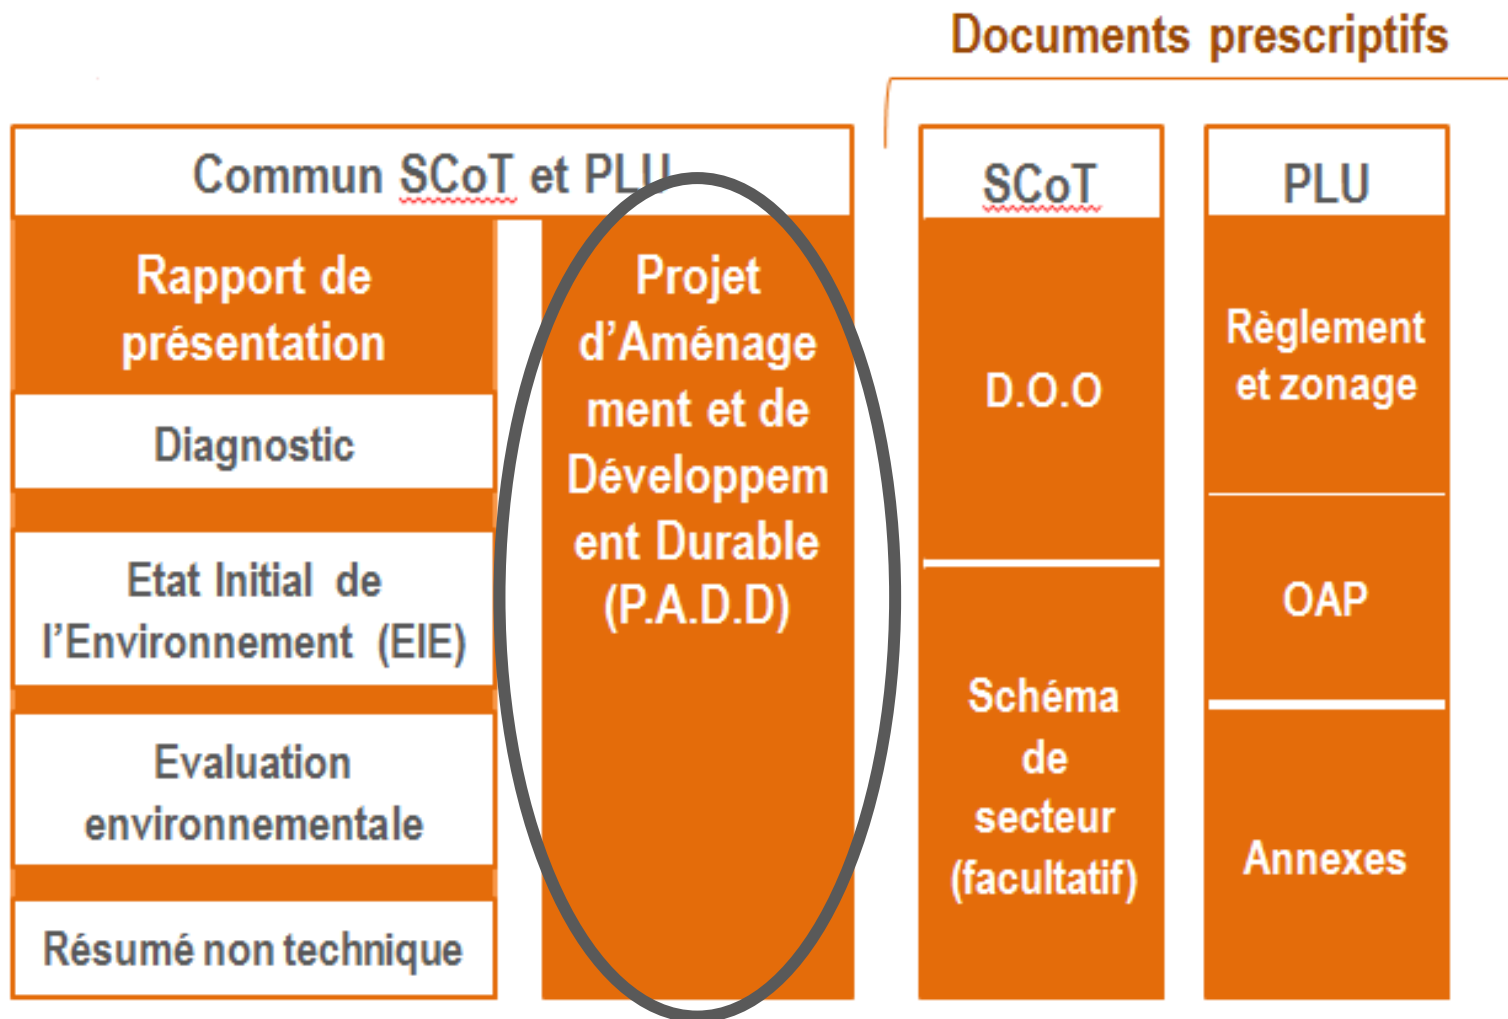 Documents prescriptifs
Commun SCoT et PLU
Rapport de
présentation
Diagnostic
Etat Initial de
l'Environnement (EIE)
Evaluation
environnementale
Résumé non technique
Projet
d'Aménage
ment et de
Développem
ent Durable
(P.A.D.D)
SCoT
D.O.O
Schéma
de
secteur
(facultatif)
PLU
Règlement
et zonage
OAP
Annexes